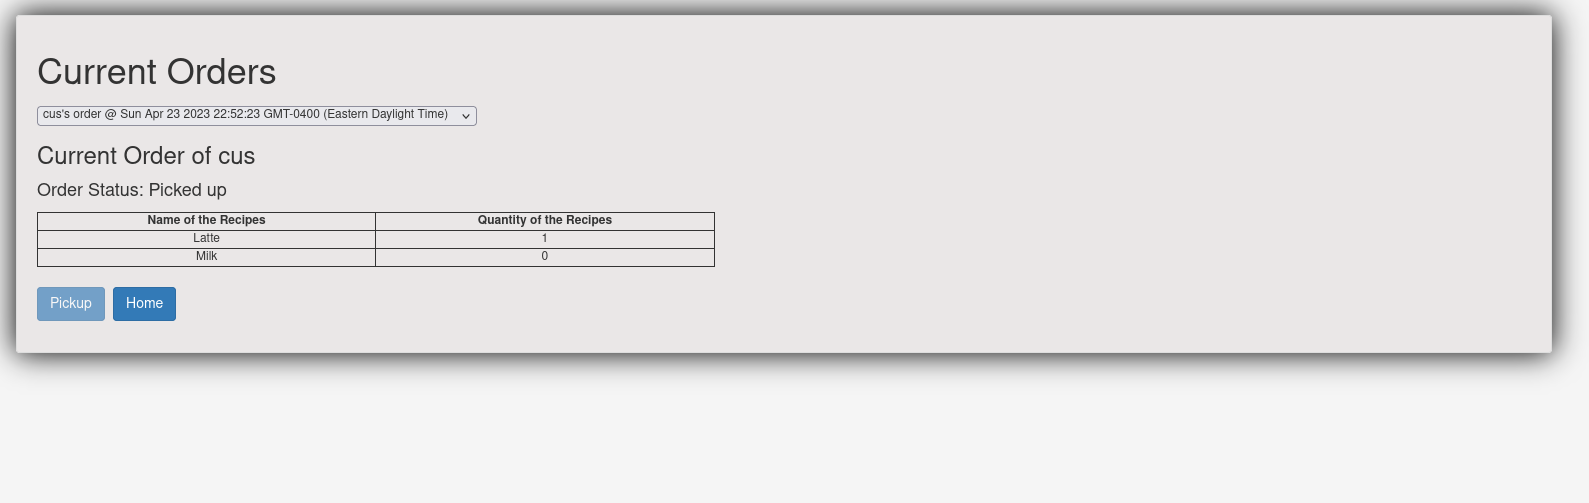 Current Orders
cus's order @ Sun Apr 23 2023 22:52:23 GMT-0400 (Eastern Daylight Time)
Current Order of cus
Order Status: Picked up
Name of the Recipes Quantity of the Recipes
Latte 1
Milk 0
Pickup Home